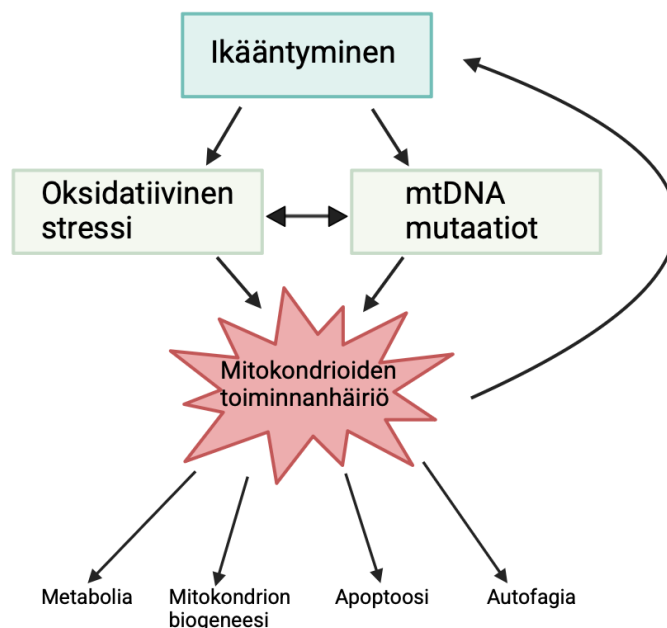 Ikääntyminen
Oksidatiivinen
stressi
mtDNA
mutaatiot
Mitokondrioiden
toiminnanhäiriö
Metabolia
Mitokondrion
biogeneesi
Apoptoosi
Autofagia